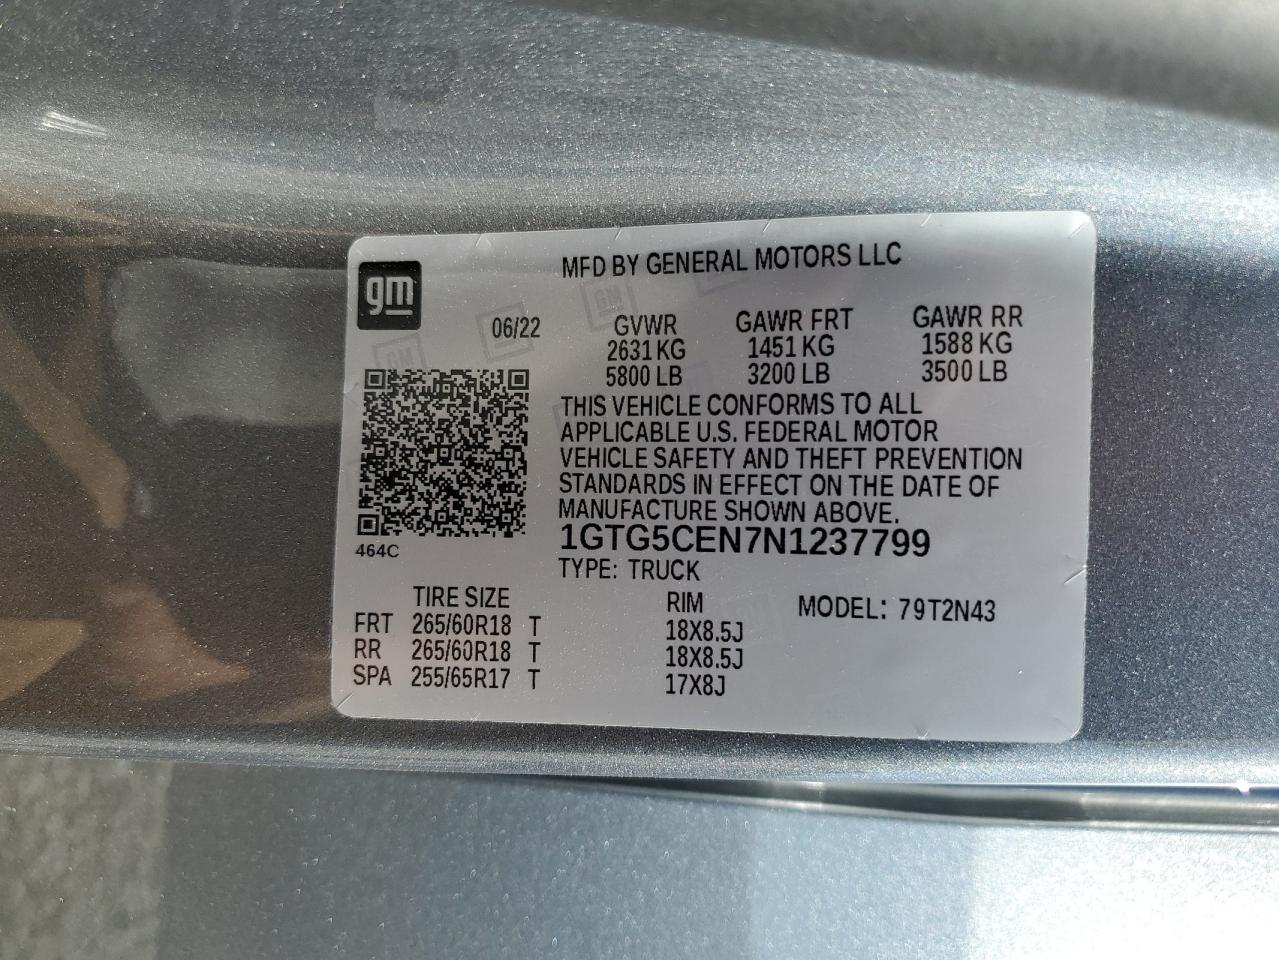 gm
MFD BY GENERAL MOTORS LLC
06/22
GVWR GAWR FRT GAWR RR
2631 KG 1451 KG 1588 KG
5800 LB 3200 LB 3500 LB
THIS VEHICLE CONFORMS TO ALL
APPLICABLE U.S. FEDERAL MOTOR
VEHICLE SAFETY AND THEFT PREVENTION
STANDARDS IN EFFECT ON THE DATE OF
MANUFACTURE SHOWN ABOVE.
1GTG5CEN7N1237799
464C
TYPE: TRUCK
TIRE SIZE RIM MODEL: 79T2N43
FRT 265/60R18 T 18X8.5J
RR 265/60R18 T 18X8.5J
SPA 255/65R17 T 17X8J